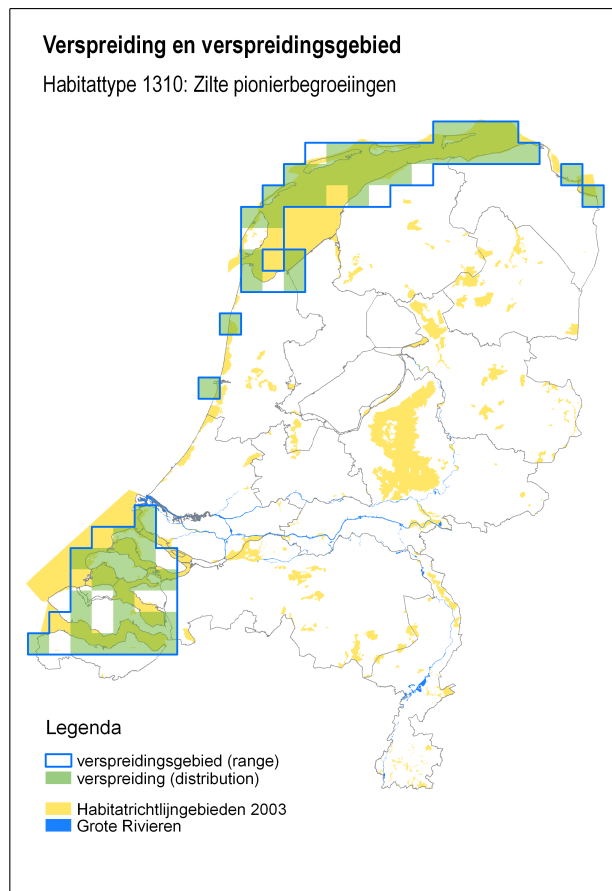 Verspreiding en verspreidingsgebied
Habitattype 1310: Zilte pionierbegroeiingen
Legenda
verspreidingsgebied (range)
verspreiding (distribution)
Habitatrichtlijngebieden 2003
Grote Rivieren